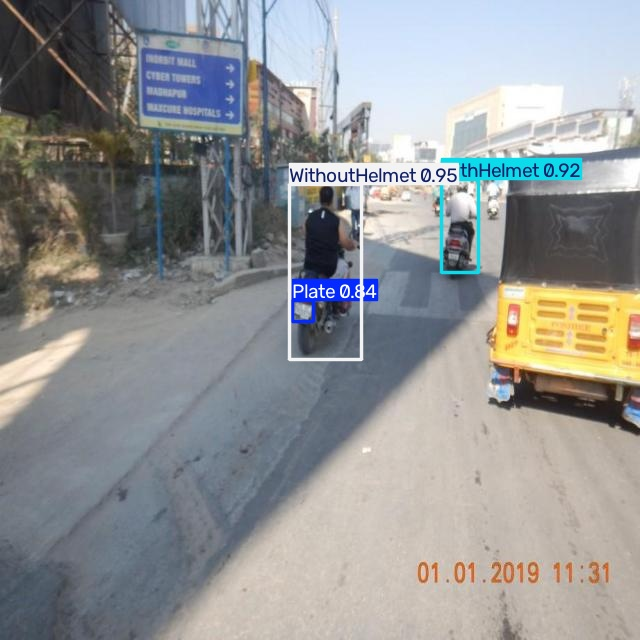 INORBIT MALL
CYBER TOWERS
MADHAPUR
MAXCURE HOSPITALS
WithoutHelmet 0.95
thHelmet 0.92
Plate 0.84
01.01.2019 11:31